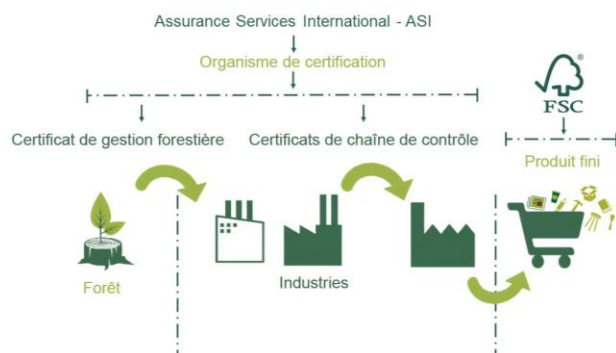 Assurance Services International - ASI
Organisme de certification
Certificat de gestion forestière
Certificats de chaîne de contrôle
®
FSC
Produit fini
Forêt
Industries